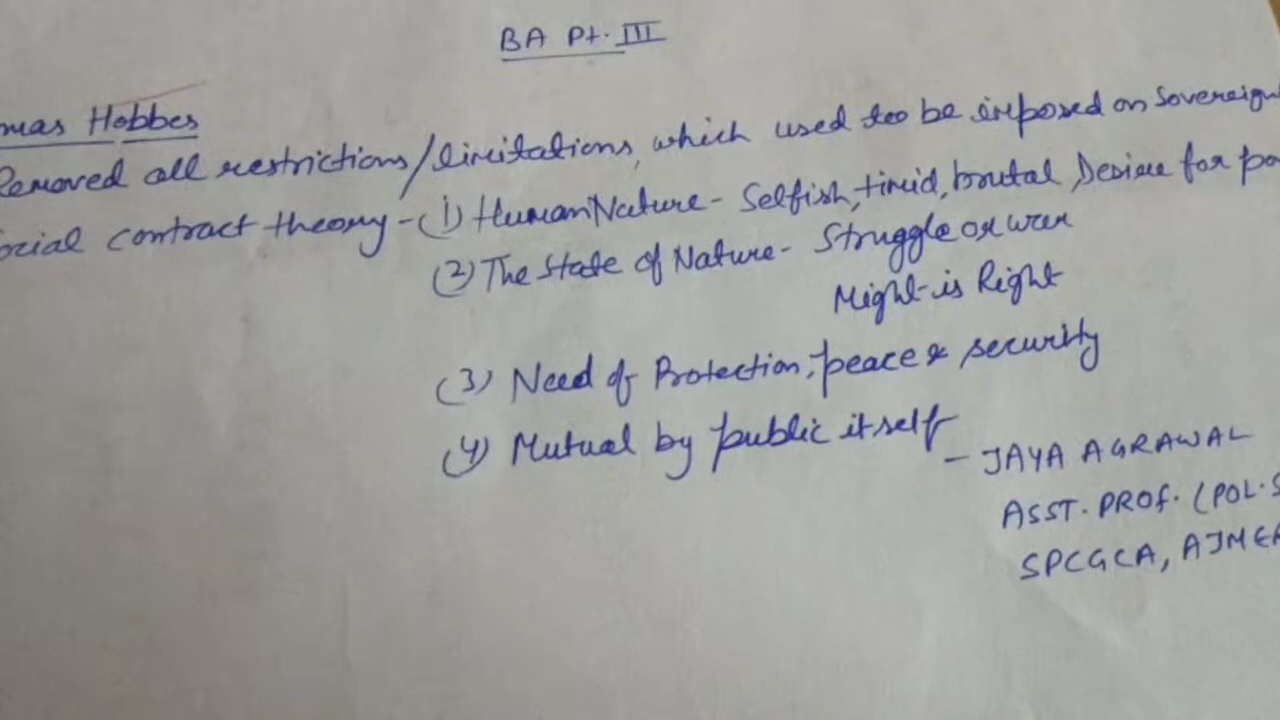 BA Pt. III
mas Hobbes
Removed all restrictions/limitations, which used to be imposed on Sovereign
ocial contract theory - (1) Human Nature - Selfish, timid, brutal, Desire for po
(2) The State of Nature - Struggle or war
Might is Right
(3) Need of Protection, peace & security
(4) Mutual by public itself
- JAYA AGRAWAL
ASST. PROF. (POL. S
SPCGCA, AJMER